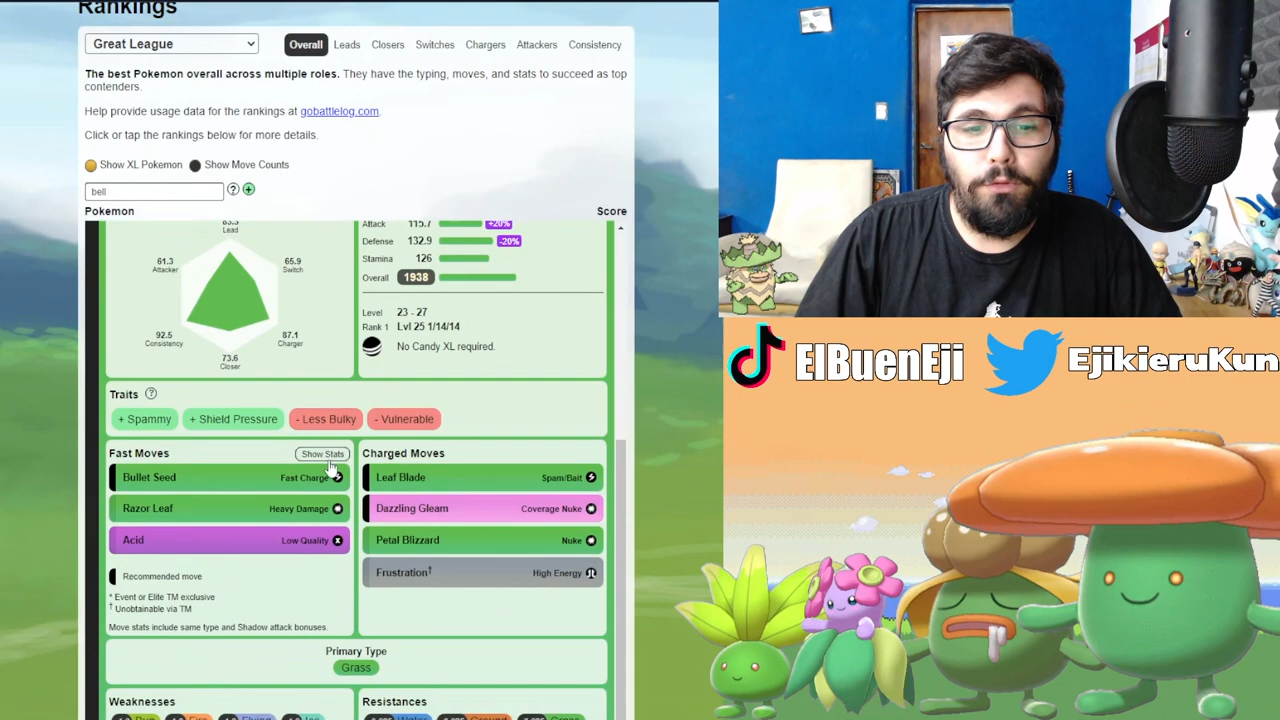 Rankings
Great League
Overall Leads Closers Switches Chargers Attackers Consistency
The best Pokemon overall across multiple roles. They have the typing, moves, and stats to succeed as top
contenders.
Help provide usage data for the rankings at gobattlelog.com.
Click or tap the rankings below for more details.
Show XL Pokemon Show Move Counts
bell ? +
Pokemon Score
83.3
Lead
61.3
Attacker
65.9
Switch
92.5
Consistency
87.1
Charger
73.6
Closer
Attack 115.7 +20%
Defense 132.9 -20%
Stamina 126
Overall 1938
Level 23 - 27
Rank 1 Lvl 25 1/14/14
No Candy XL required.
Traits ?
+ Spammy + Shield Pressure - Less Bulky - Vulnerable
Fast Moves Show Stats
Bullet Seed Fast Charge
Razor Leaf Heavy Damage
Acid Low Quality
Recommended move
* Event or Elite TM exclusive
† Unobtainable via TM
Move stats include same type and Shadow attack bonuses.
Charged Moves
Leaf Blade Spam/Bait
Dazzling Gleam Coverage Nuke
Petal Blizzard Nuke
Frustration† High Energy
Primary Type
Grass
Weaknesses Resistances
ElBuenEji EjikieruKun